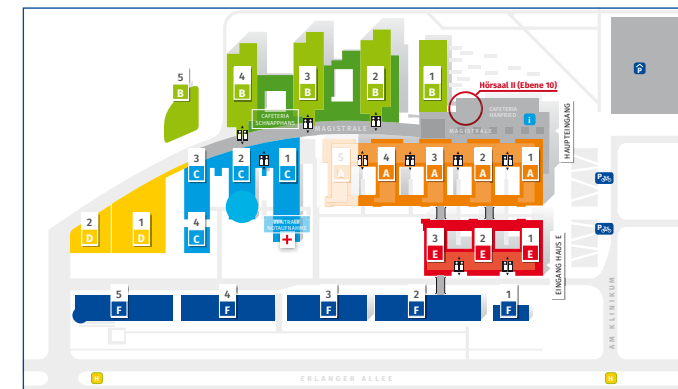 5
B
4
B
3
B
2
B
1
B
Hörsaal II (Ebene 10)
CAFETERIA
HANFRIED
i
P
CAFETERIA
SCHNAPPHANS
MAGISTRALE
MAGISTRALE
HAUPTEINGANG
3
C
2
C
1
C
5
A
4
A
3
A
2
A
1
A
P
4
C
ZENTRALE
NOTAUFNAHME
2
D
1
D
3
E
2
E
1
E
P
EINGANG HAUS E
5
F
4
F
3
F
2
F
1
F
AM KLINIKUM
H
ERLANGER ALLEE
H